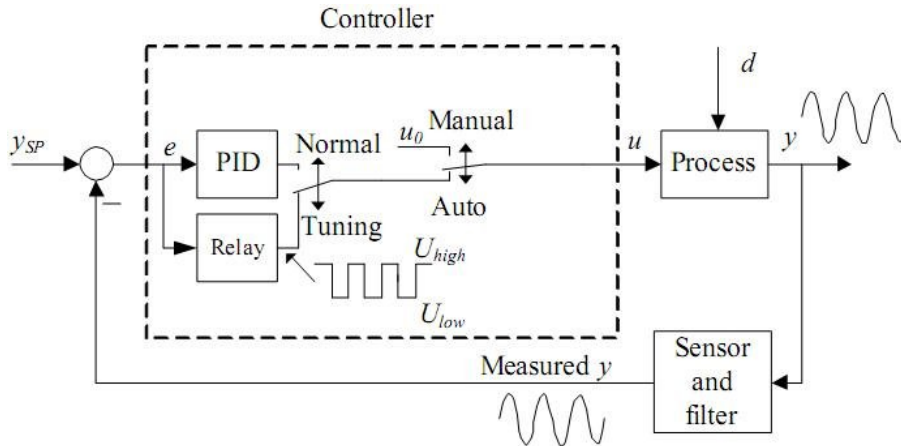 Controller
d
y_SP
e
PID
Normal
u_0
Manual
u
Process
y
Tuning
Auto
Relay
U_high
U_low
Measured y
Sensor
and
filter